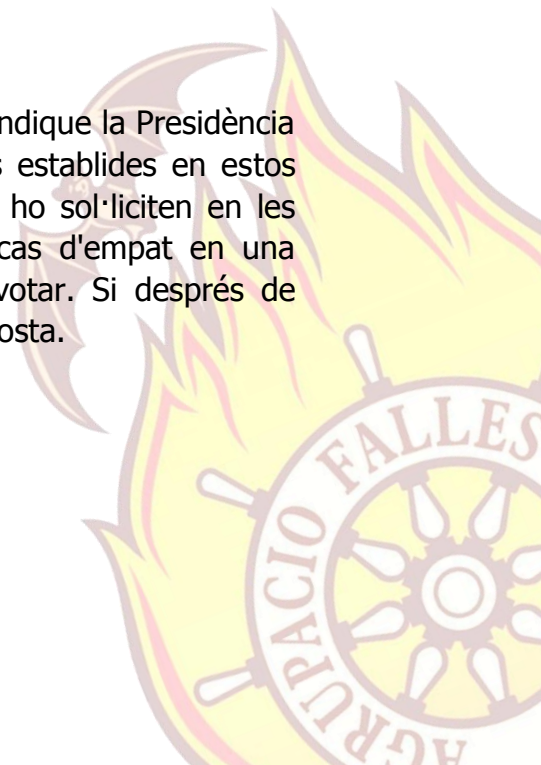 ndique la Presidència
s establides en estos
ho sol·liciten en les
cas d'empat en una
votar. Si després de
osta.
AGRUPACIO FALLES